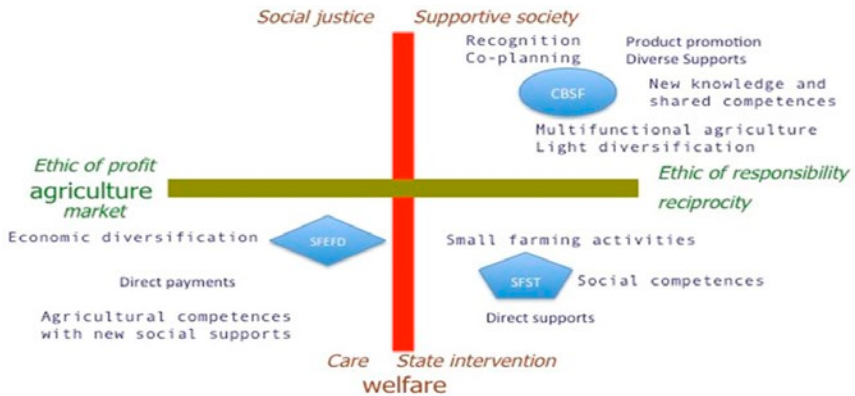 Social justice
Supportive society
Recognition
Co-planning
Product promotion
Diverse Supports
CBSF
New knowledge and
shared competences
Multifunctional agriculture
Light diversification
Ethic of profit
agriculture
market
Ethic of responsibility
reciprocity
Economic diversification
SFEFD
Small farming activities
Direct payments
SFST
Social competences
Agricultural competences
with new social supports
Direct supports
Care
State intervention
welfare